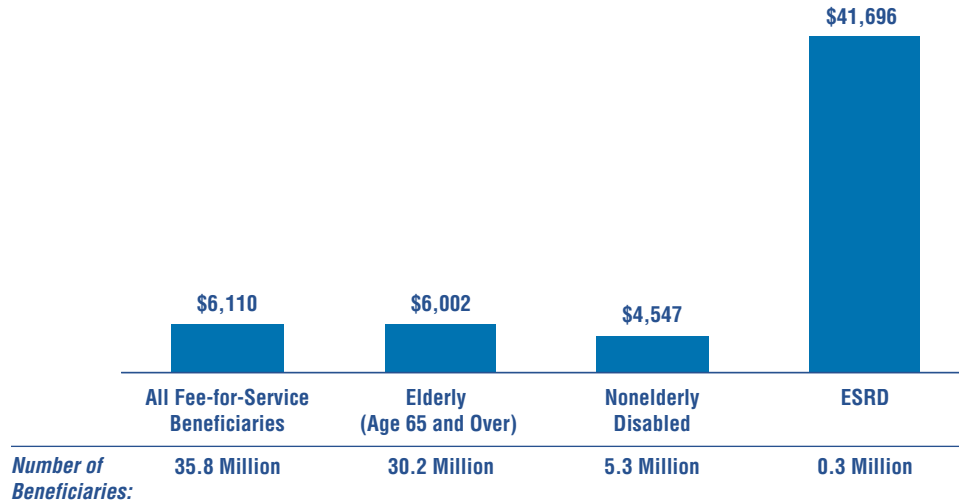 $41,696
$6,110
$6,002
$4,547
All Fee-for-Service
Beneficiaries
Elderly
(Age 65 and Over)
Nonelderly
Disabled
ESRD
Number of
Beneficiaries:
35.8 Million
30.2 Million
5.3 Million
0.3 Million